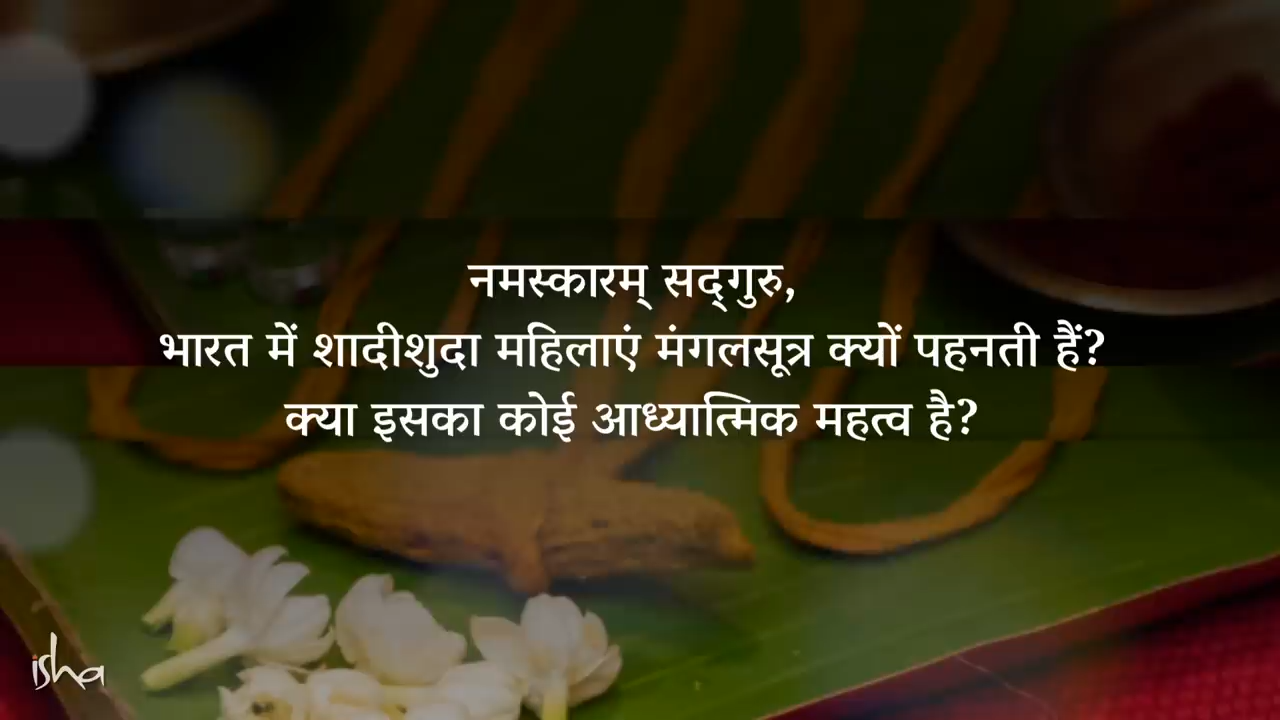 नमस्कारम् सद्‌गुरु,
भारत में शादीशुदा महिलाएं मंगलसूत्र क्यों पहनती हैं?
क्या इसका कोई आध्यात्मिक महत्व है?
isha